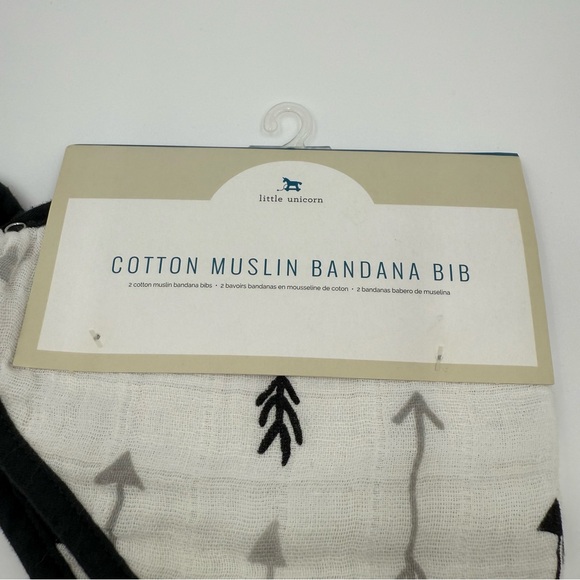 little unicorn
COTTON MUSLIN BANDANA BIB
2 cotton muslin bandana bibs • 2 bavoirs bandanas en mousseline de coton • 2 bandanas babero de muselina